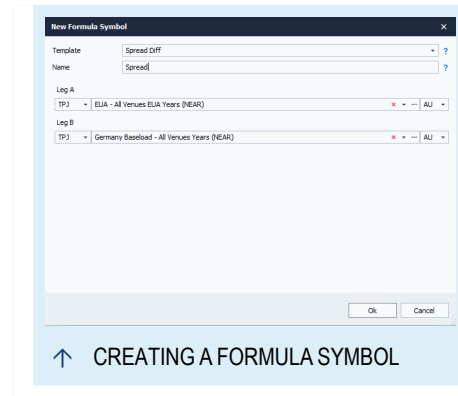 New Formula Symbol
Template Spread Diff ?
Name Spread ?
Leg A
TPJ EUA - All Venues EUA Years (NEAR) AU
Leg B
TPJ Germany Baseload - All Venues Years (NEAR) AU
Ok Cancel
CREATING A FORMULA SYMBOL